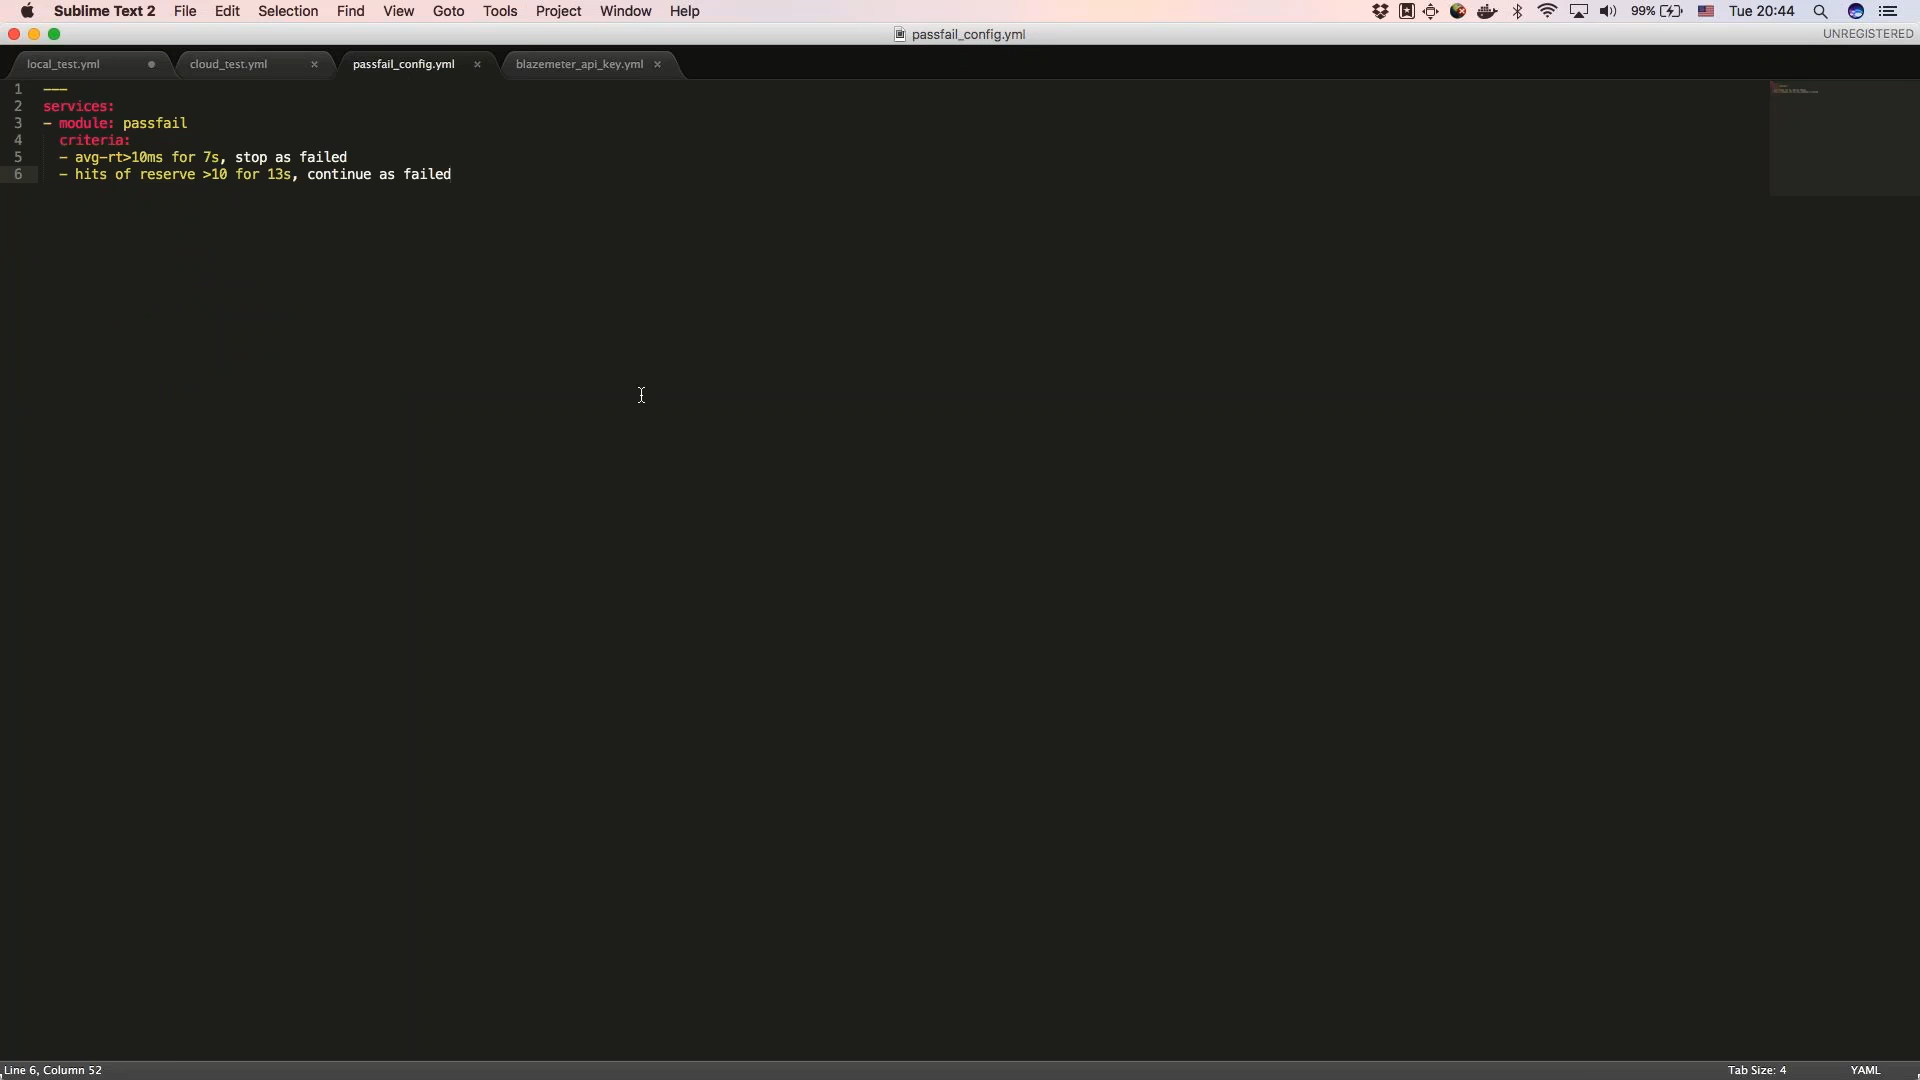 Sublime Text 2 File Edit Selection Find View Goto Tools Project Window Help 99% Tue 20:44
passfail_config.yml UNREGISTERED
local_test.yml cloud_test.yml passfail_config.yml blazemeter_api_key.yml
1 ---
2 services:
3 - module: passfail
4 criteria:
5 - avg-rt>10ms for 7s, stop as failed
6 - hits of reserve >10 for 13s, continue as failed
Line 6, Column 52 Tab Size: 4 YAML